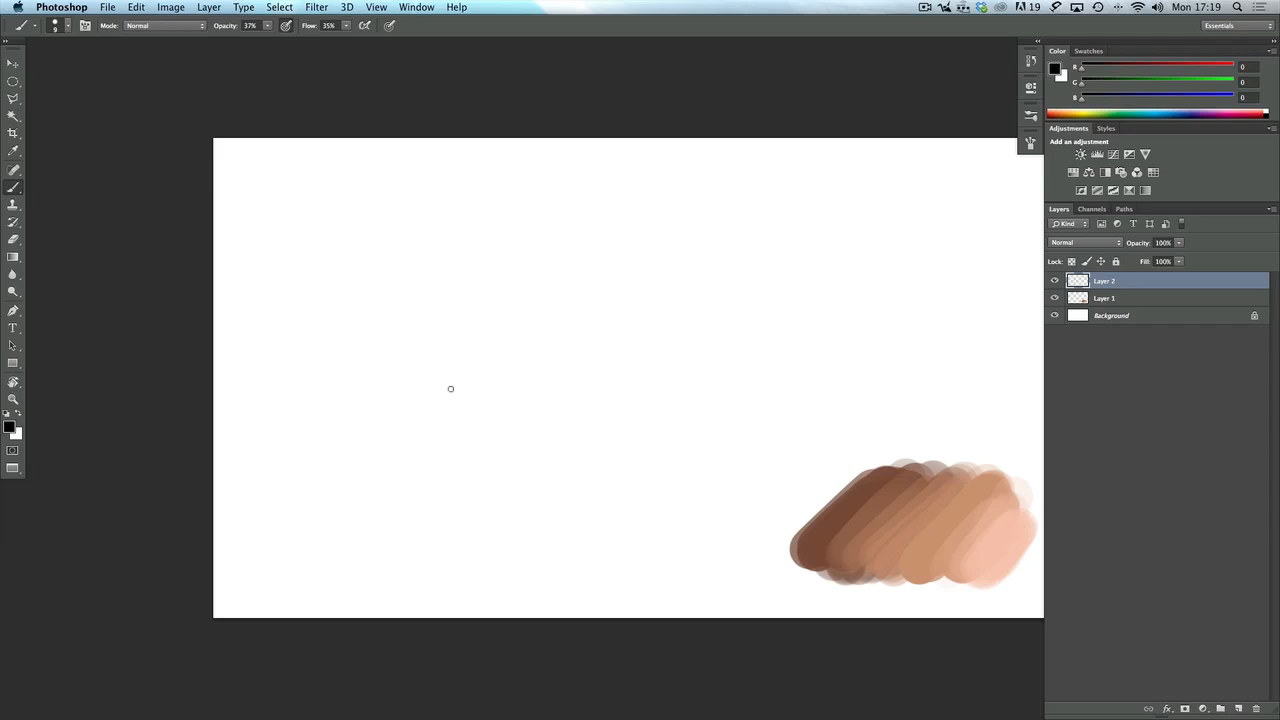 Photoshop File Edit Image Layer Type Select Filter 3D View Window Help 19 Mon 17:19
9 Mode: Normal Opacity: 37% Flow: 35% Essentials
Color Swatches
R 0
G 0
B 0
Adjustments Styles
Add an adjustment
Layers Channels Paths
Kind
Normal Opacity: 100%
Lock: Fill: 100%
Layer 2
Layer 1
Background